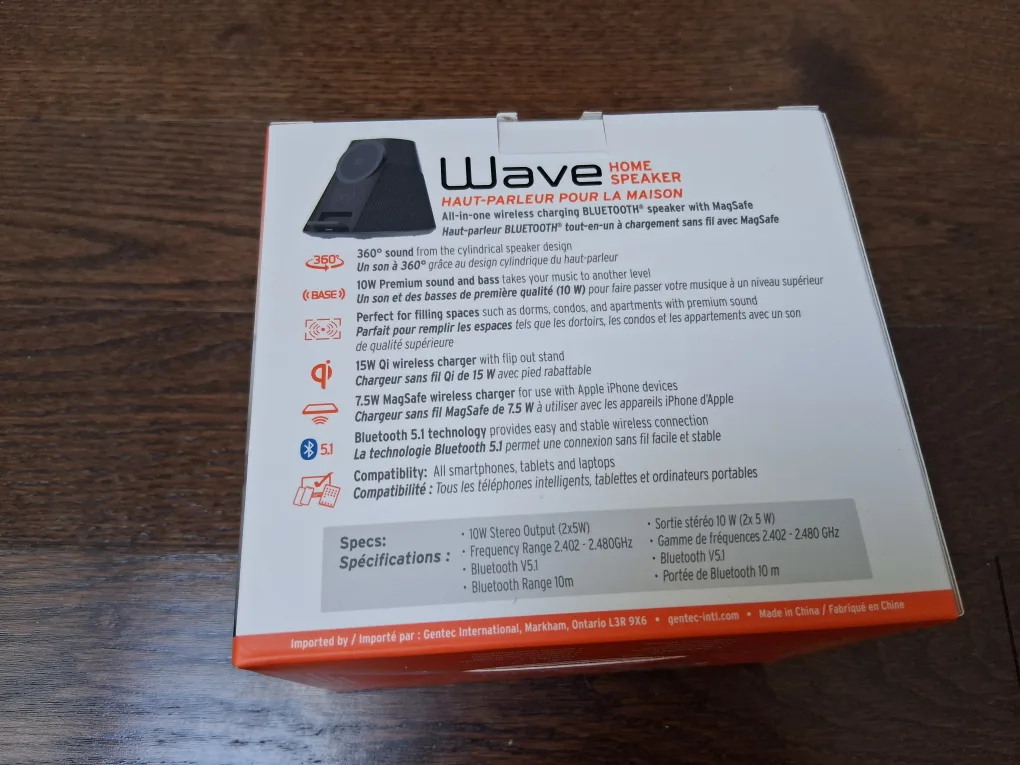 Wave HOME SPEAKER
HAUT-PARLEUR POUR LA MAISON
All-in-one wireless charging BLUETOOTH® speaker with MagSafe
Haut-parleur BLUETOOTH® tout-en-un à chargement sans fil avec MagSafe
360°
360° sound from the cylindrical speaker design
Un son à 360° grâce au design cylindrique du haut-parleur
BASE
10W Premium sound and bass takes your music to another level
Un son et des basses de première qualité (10 W) pour faire passer votre musique à un niveau supérieur
Perfect for filling spaces such as dorms, condos, and apartments with premium sound
Parfait pour remplir les espaces tels que les dortoirs, les condos et les appartements avec un son
de qualité supérieure
qi
15W Qi wireless charger with flip out stand
Chargeur sans fil Qi de 15 W avec pied rabattable
7.5W MagSafe wireless charger for use with Apple iPhone devices
Chargeur sans fil MagSafe de 7.5 W à utiliser avec les appareils iPhone d'Apple
5.1
Bluetooth 5.1 technology provides easy and stable wireless connection
La technologie Bluetooth 5.1 permet une connexion sans fil facile et stable
Compatiblity: All smartphones, tablets and laptops
Compatibilité : Tous les téléphones intelligents, tablettes et ordinateurs portables
Specs:
Spécifications :
• 10W Stereo Output (2x5W)
• Frequency Range 2.402 - 2.480GHz
• Bluetooth V5.1
• Bluetooth Range 10m
• Sortie stéréo 10 W (2x 5 W)
• Gamme de fréquences 2.402 - 2.480 GHz
• Bluetooth V5.1
• Portée de Bluetooth 10 m
Imported by / Importé par : Gentec International, Markham, Ontario L3R 9X6 • gentec-intl.com • Made in China / Fabriqué en Chine